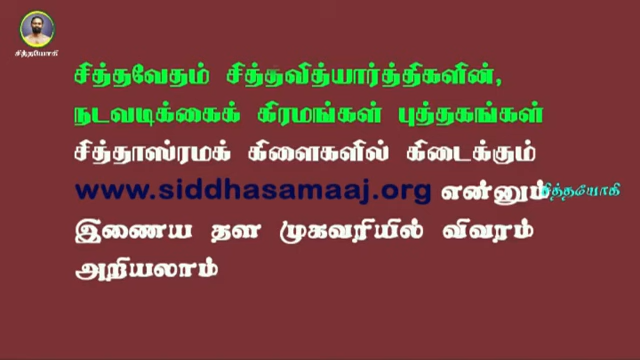 சித்தயோகி
சித்தவேதம் சித்தவித்யார்த்திகளின்,
நடவடிக்கைக் கிரமங்கள் புத்தகங்கள்
சித்தாஸ்ரமக் கிளைகளில் கிடைக்கும்
www.siddhasamaaj.org என்னும் சித்தயோகி
இணைய தள முகவரியில் விவரம்
அறியலாம்